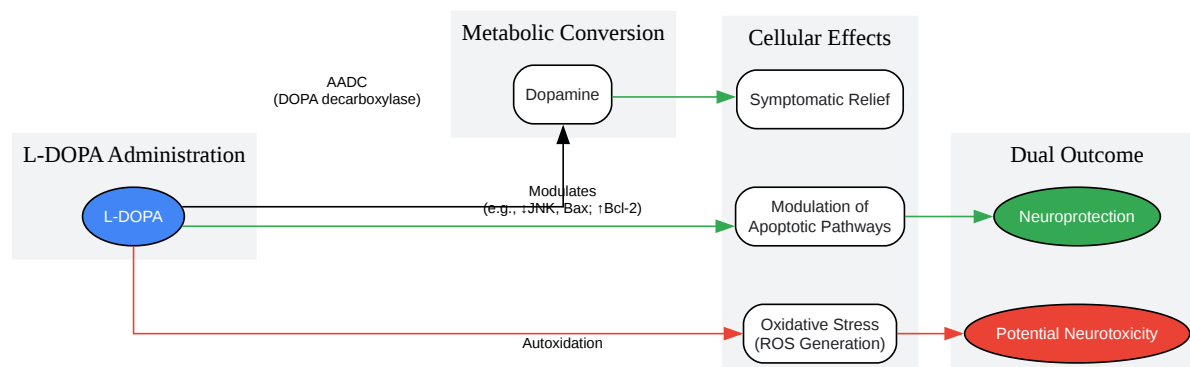 Metabolic Conversion
Cellular Effects
AADC
(DOPA decarboxylase)
Dopamine
Symptomatic Relief
L-DOPA Administration
Dual Outcome
L-DOPA
Modulates
(e.g., ↓JNK, Bax; ↑Bcl-2)
Modulation of
Apoptotic Pathways
Neuroprotection
Autoxidation
Oxidative Stress
(ROS Generation)
Potential Neurotoxicity